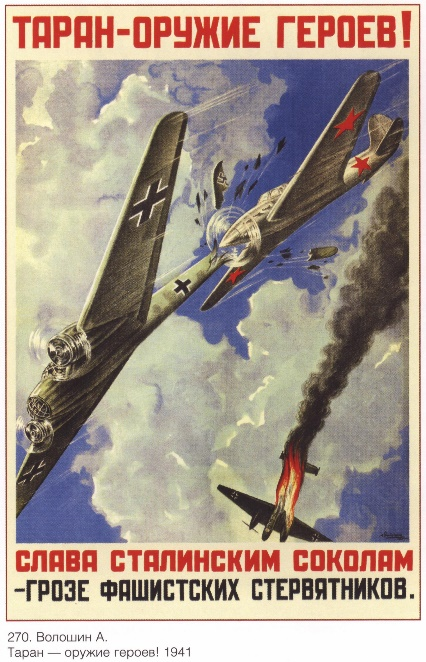 ТАРАН-ОРУЖИЕ ГЕРОЕВ!
СЛАВА СТАЛИНСКИМ СОКОЛАМ
-ГРОЗЕ ФАШИСТСКИХ СТЕРВЯТНИКОВ.
270. Волошин А.
Таран — оружие героев! 1941